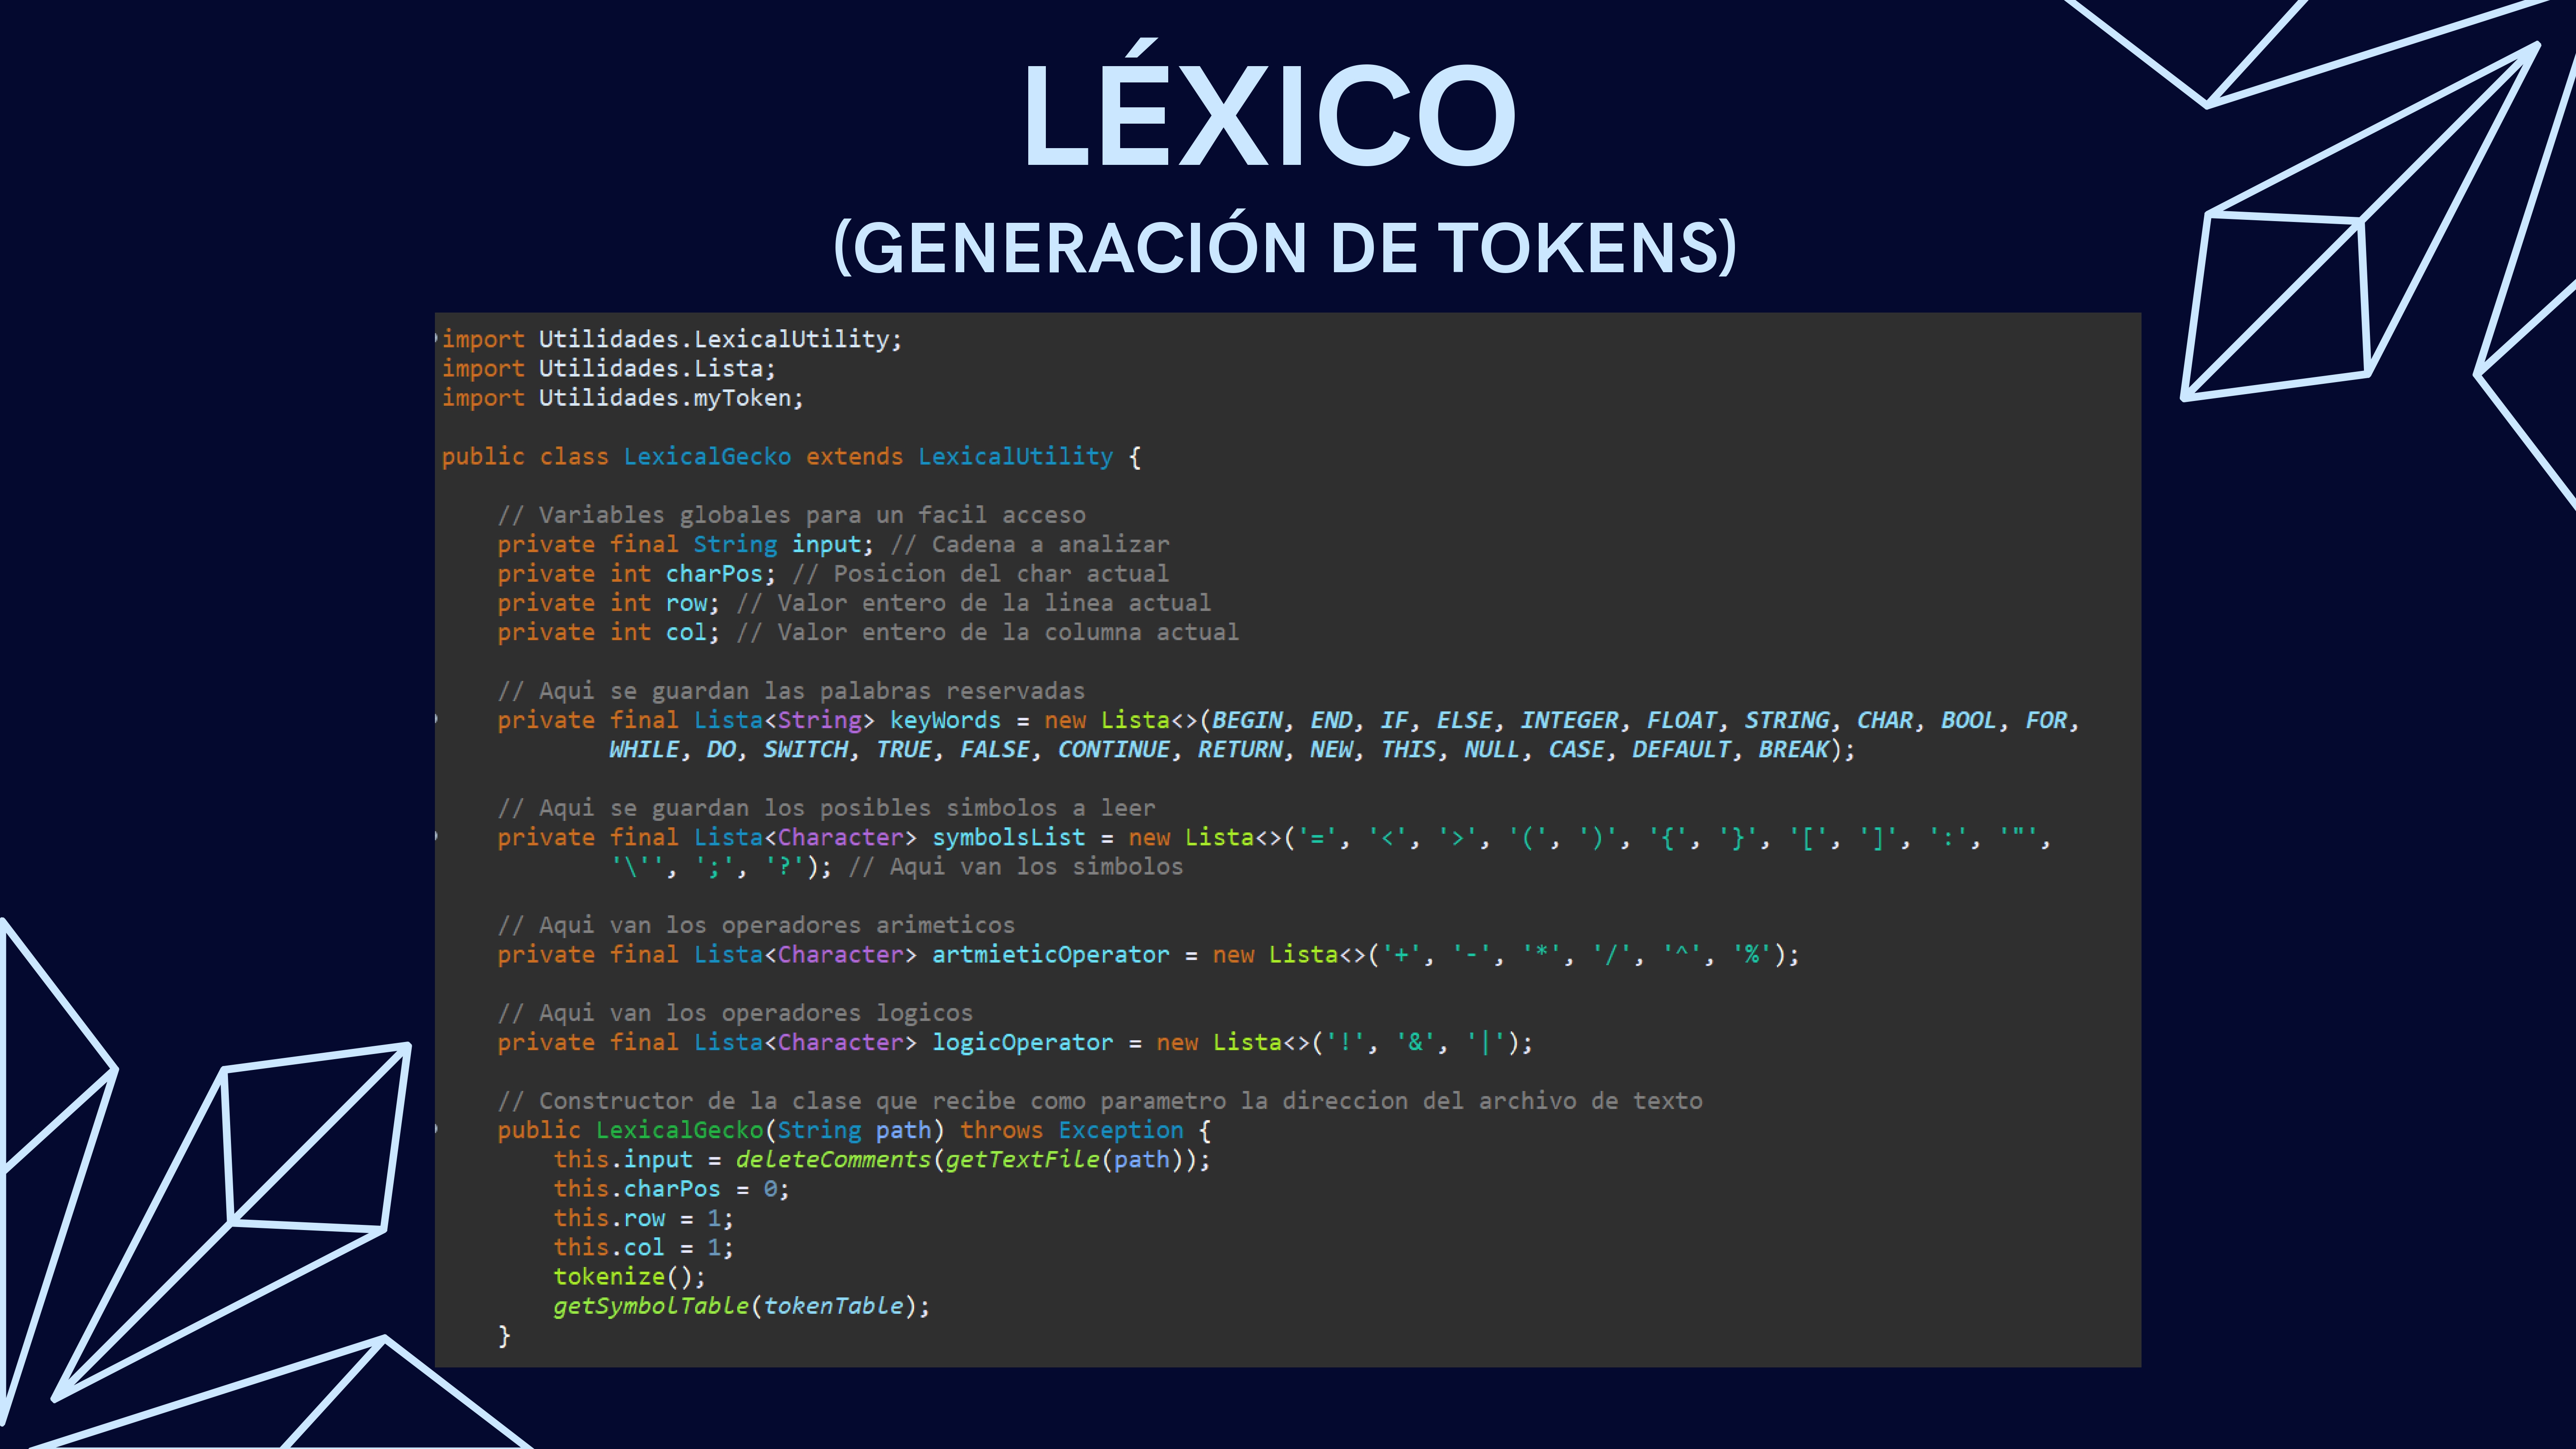 LÉXICO
(GENERACIÓN DE TOKENS)
import Utilidades.LexicalUtility;
import Utilidades.Lista;
import Utilidades.myToken;
public class LexicalGecko extends LexicalUtility {
// Variables globales para un facil acceso
private final String input; // Cadena a analizar
private int charPos; // Posicion del char actual
private int row; // Valor entero de la linea actual
private int col; // Valor entero de la columna actual
// Aqui se guardan las palabras reservadas
private final Lista<String> keyWords = new Lista<>(BEGIN, END, IF, ELSE, INTEGER, FLOAT, STRING, CHAR, BOOL, FOR,
WHILE, DO, SWITCH, TRUE, FALSE, CONTINUE, RETURN, NEW, THIS, NULL, CASE, DEFAULT, BREAK);
// Aqui se guardan los posibles simbolos a leer
private final Lista<Character> symbolsList = new Lista<>('=', '<', '>', '(', ')', '{', '}', '[', ']', ':', '"',
'\'', ';', '?'); // Aqui van los simbolos
// Aqui van los operadores arimeticos
private final Lista<Character> artmieticOperator = new Lista<>('+', '-', '*', '/', '^', '%');
// Aqui van los operadores logicos
private final Lista<Character> logicOperator = new Lista<>('!', '&', '|');
// Constructor de la clase que recibe como parametro la direccion del archivo de texto
public LexicalGecko(String path) throws Exception {
this.input = deleteComments(getTextFile(path));
this.charPos = 0;
this.row = 1;
this.col = 1;
tokenize();
getSymbolTable(tokenTable);
}